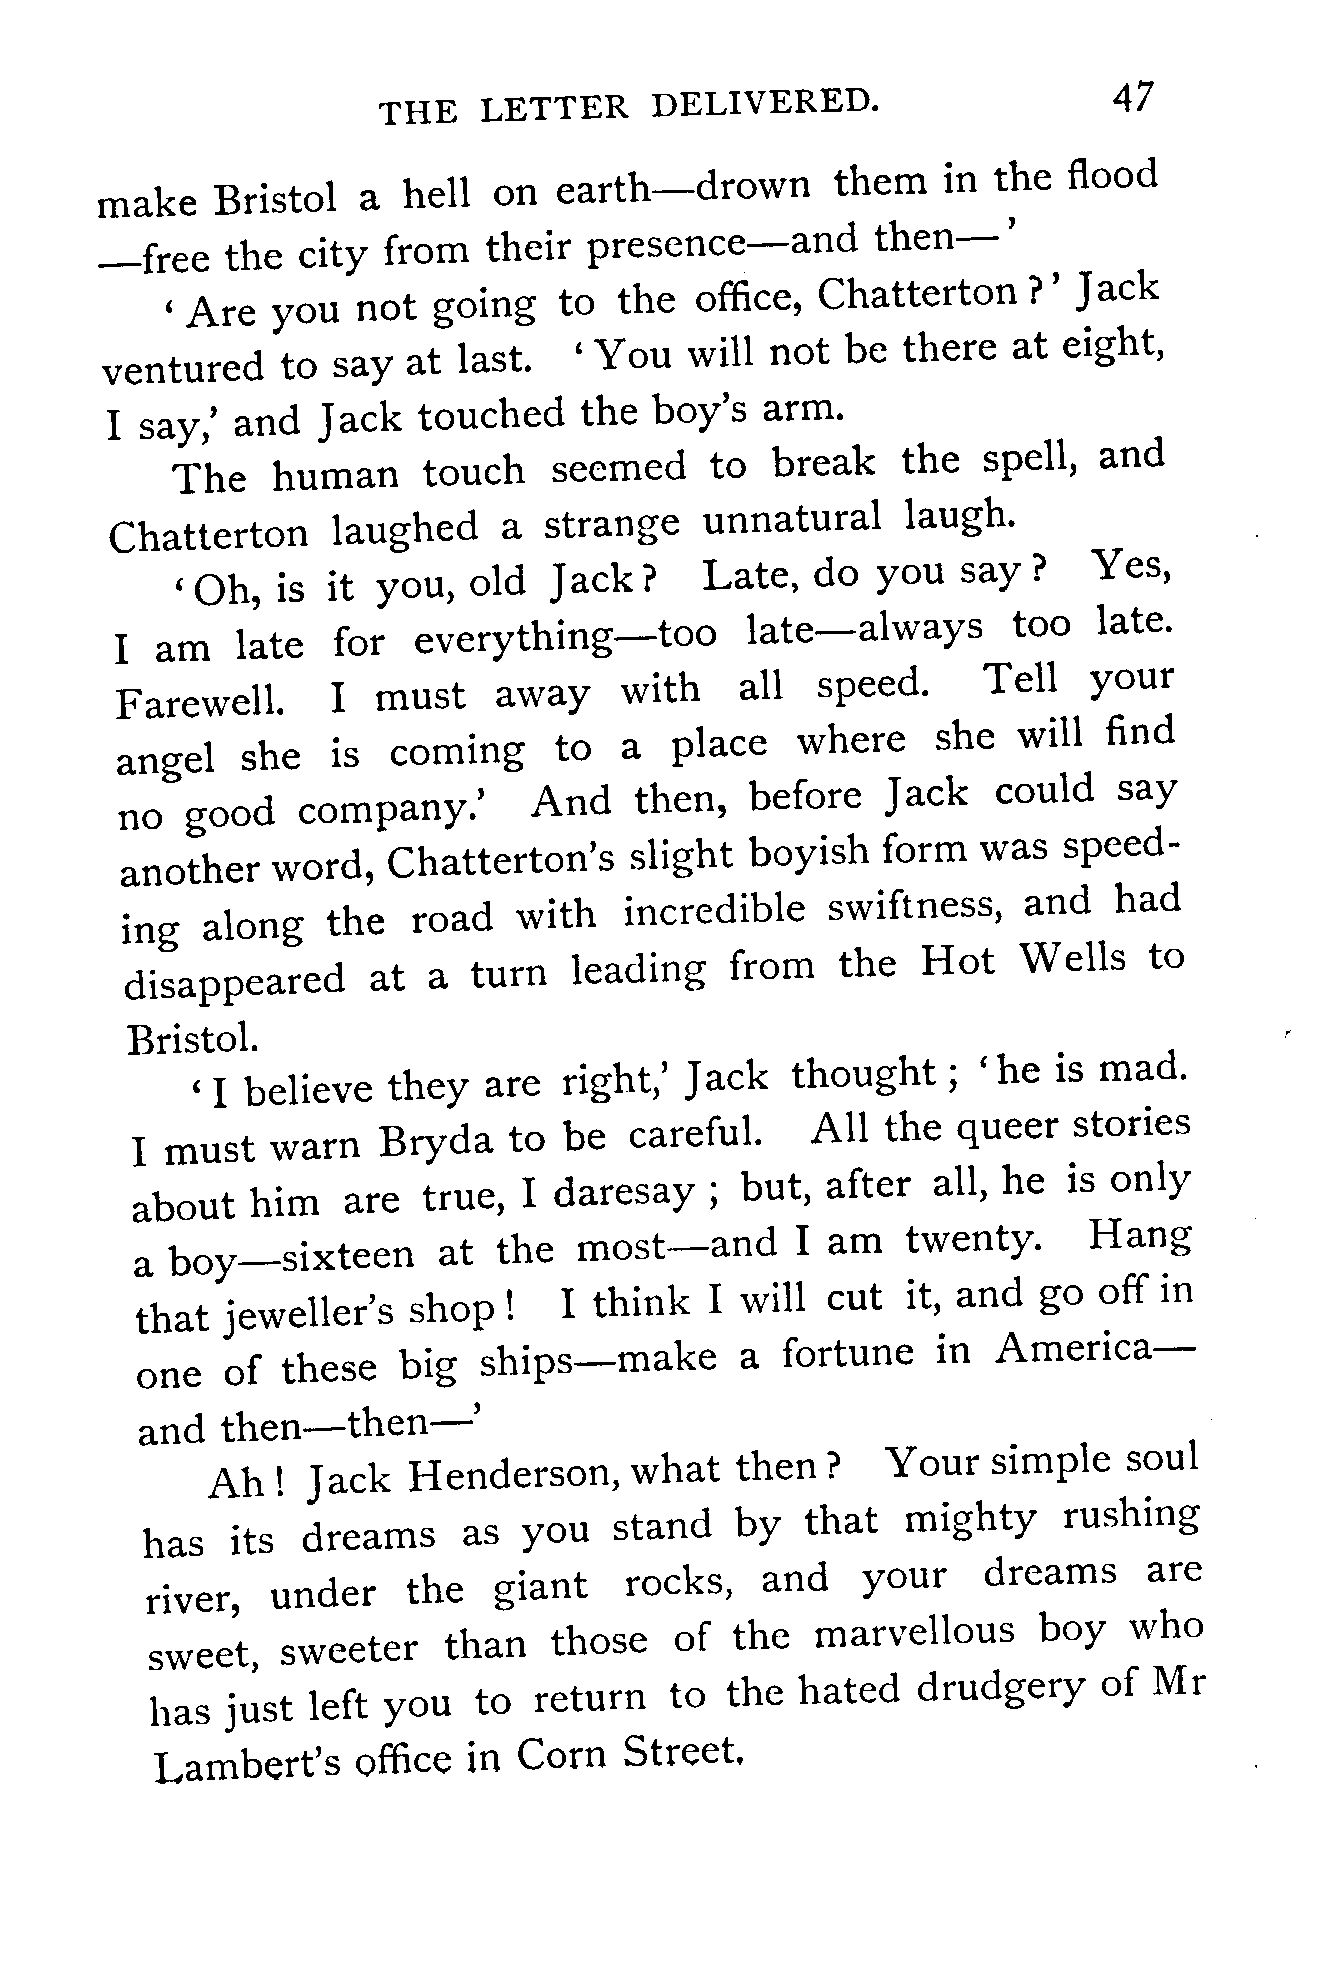 THE LETTER DELIVERED. 47
make Bristol a hell on earth—drown them in the flood
—free the city from their presence—and then—’
‘Are you not going to the office, Chatterton?’ Jack
ventured to say at last. ‘You will not be there at eight,
I say,’ and Jack touched the boy’s arm.
The human touch seemed to break the spell, and
Chatterton laughed a strange unnatural laugh.
‘Oh, is it you, old Jack? Late, do you say? Yes,
I am late for everything—too late—always too late.
Farewell. I must away with all speed. Tell your
angel she is coming to a place where she will find
no good company.’ And then, before Jack could say
another word, Chatterton’s slight boyish form was speed-
ing along the road with incredible swiftness, and had
disappeared at a turn leading from the Hot Wells to
Bristol.
‘I believe they are right,’ Jack thought; ‘he is mad.
I must warn Bryda to be careful. All the queer stories
about him are true, I daresay; but, after all, he is only
a boy—sixteen at the most—and I am twenty. Hang
that jeweller’s shop! I think I will cut it, and go off in
one of these big ships—make a fortune in America—
and then—then—’
Ah! Jack Henderson, what then? Your simple soul
has its dreams as you stand by that mighty rushing
river, under the giant rocks, and your dreams are
sweet, sweeter than those of the marvellous boy who
has just left you to return to the hated drudgery of Mr
Lambert’s office in Corn Street.